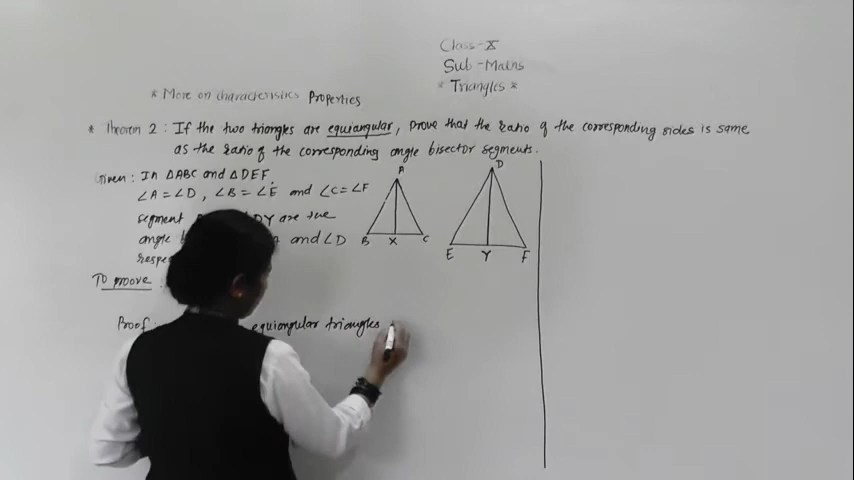 Class-X
Sub-Maths
* Triangles *
* More on characteristics Properties
* Theorem 2 : If the two triangles are equiangular, prove that the ratio of the corresponding sides is same
as the ratio of the corresponding angle bisector segments.
Given : In ΔABC and ΔDEF,
∠A = ∠D, ∠B = ∠E and ∠C = ∠F
segment DY are the
angle and ∠D
respe
To proove :
Proof equiangular triangles
A
B X C
D
E Y F